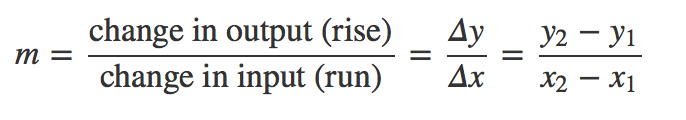 m = change in output (rise) / change in input (run) = Δy / Δx = y₂ − y₁ / x₂ − x₁